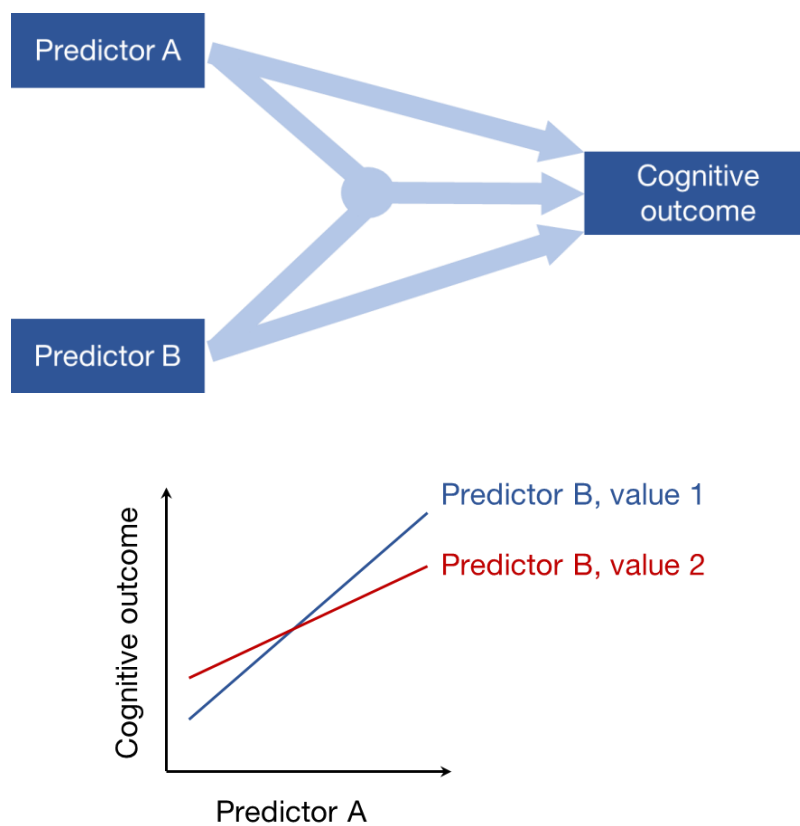 Predictor A
Cognitive
outcome
Predictor B
Predictor B, value 1
Predictor B, value 2
Cognitive outcome
Predictor A